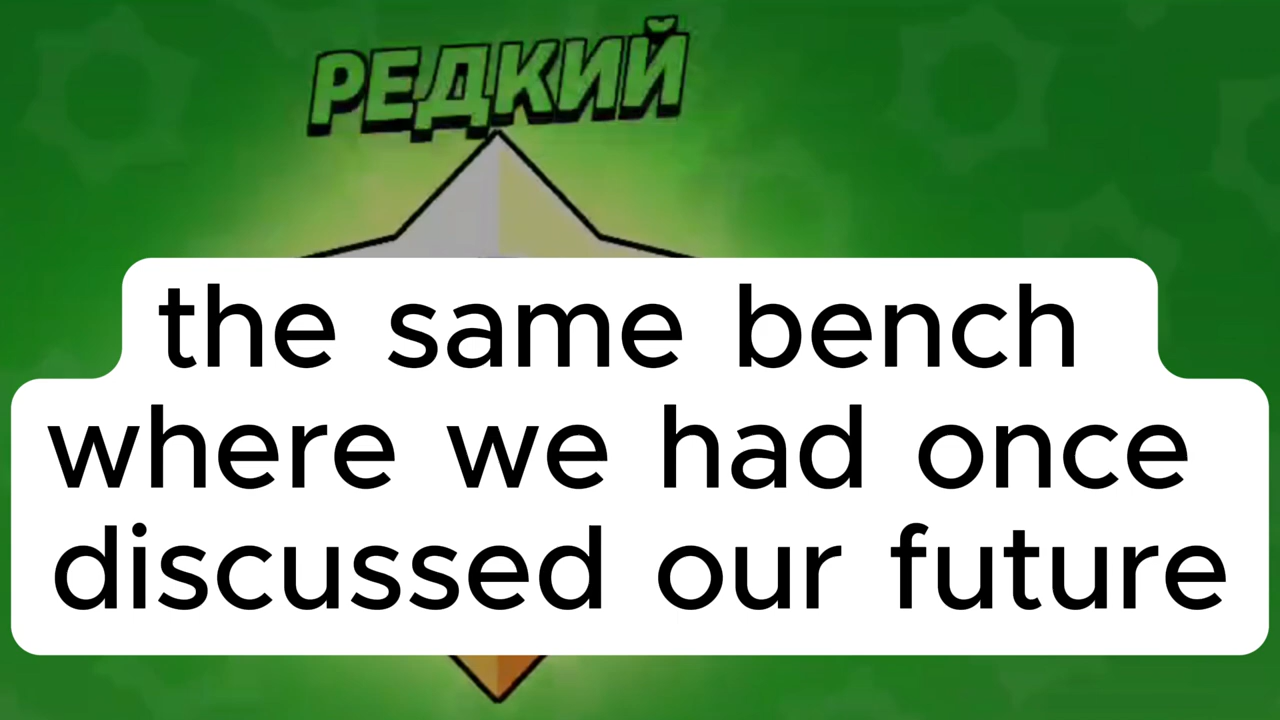 РЕДКИЙ
the same bench
where we had once
discussed our future